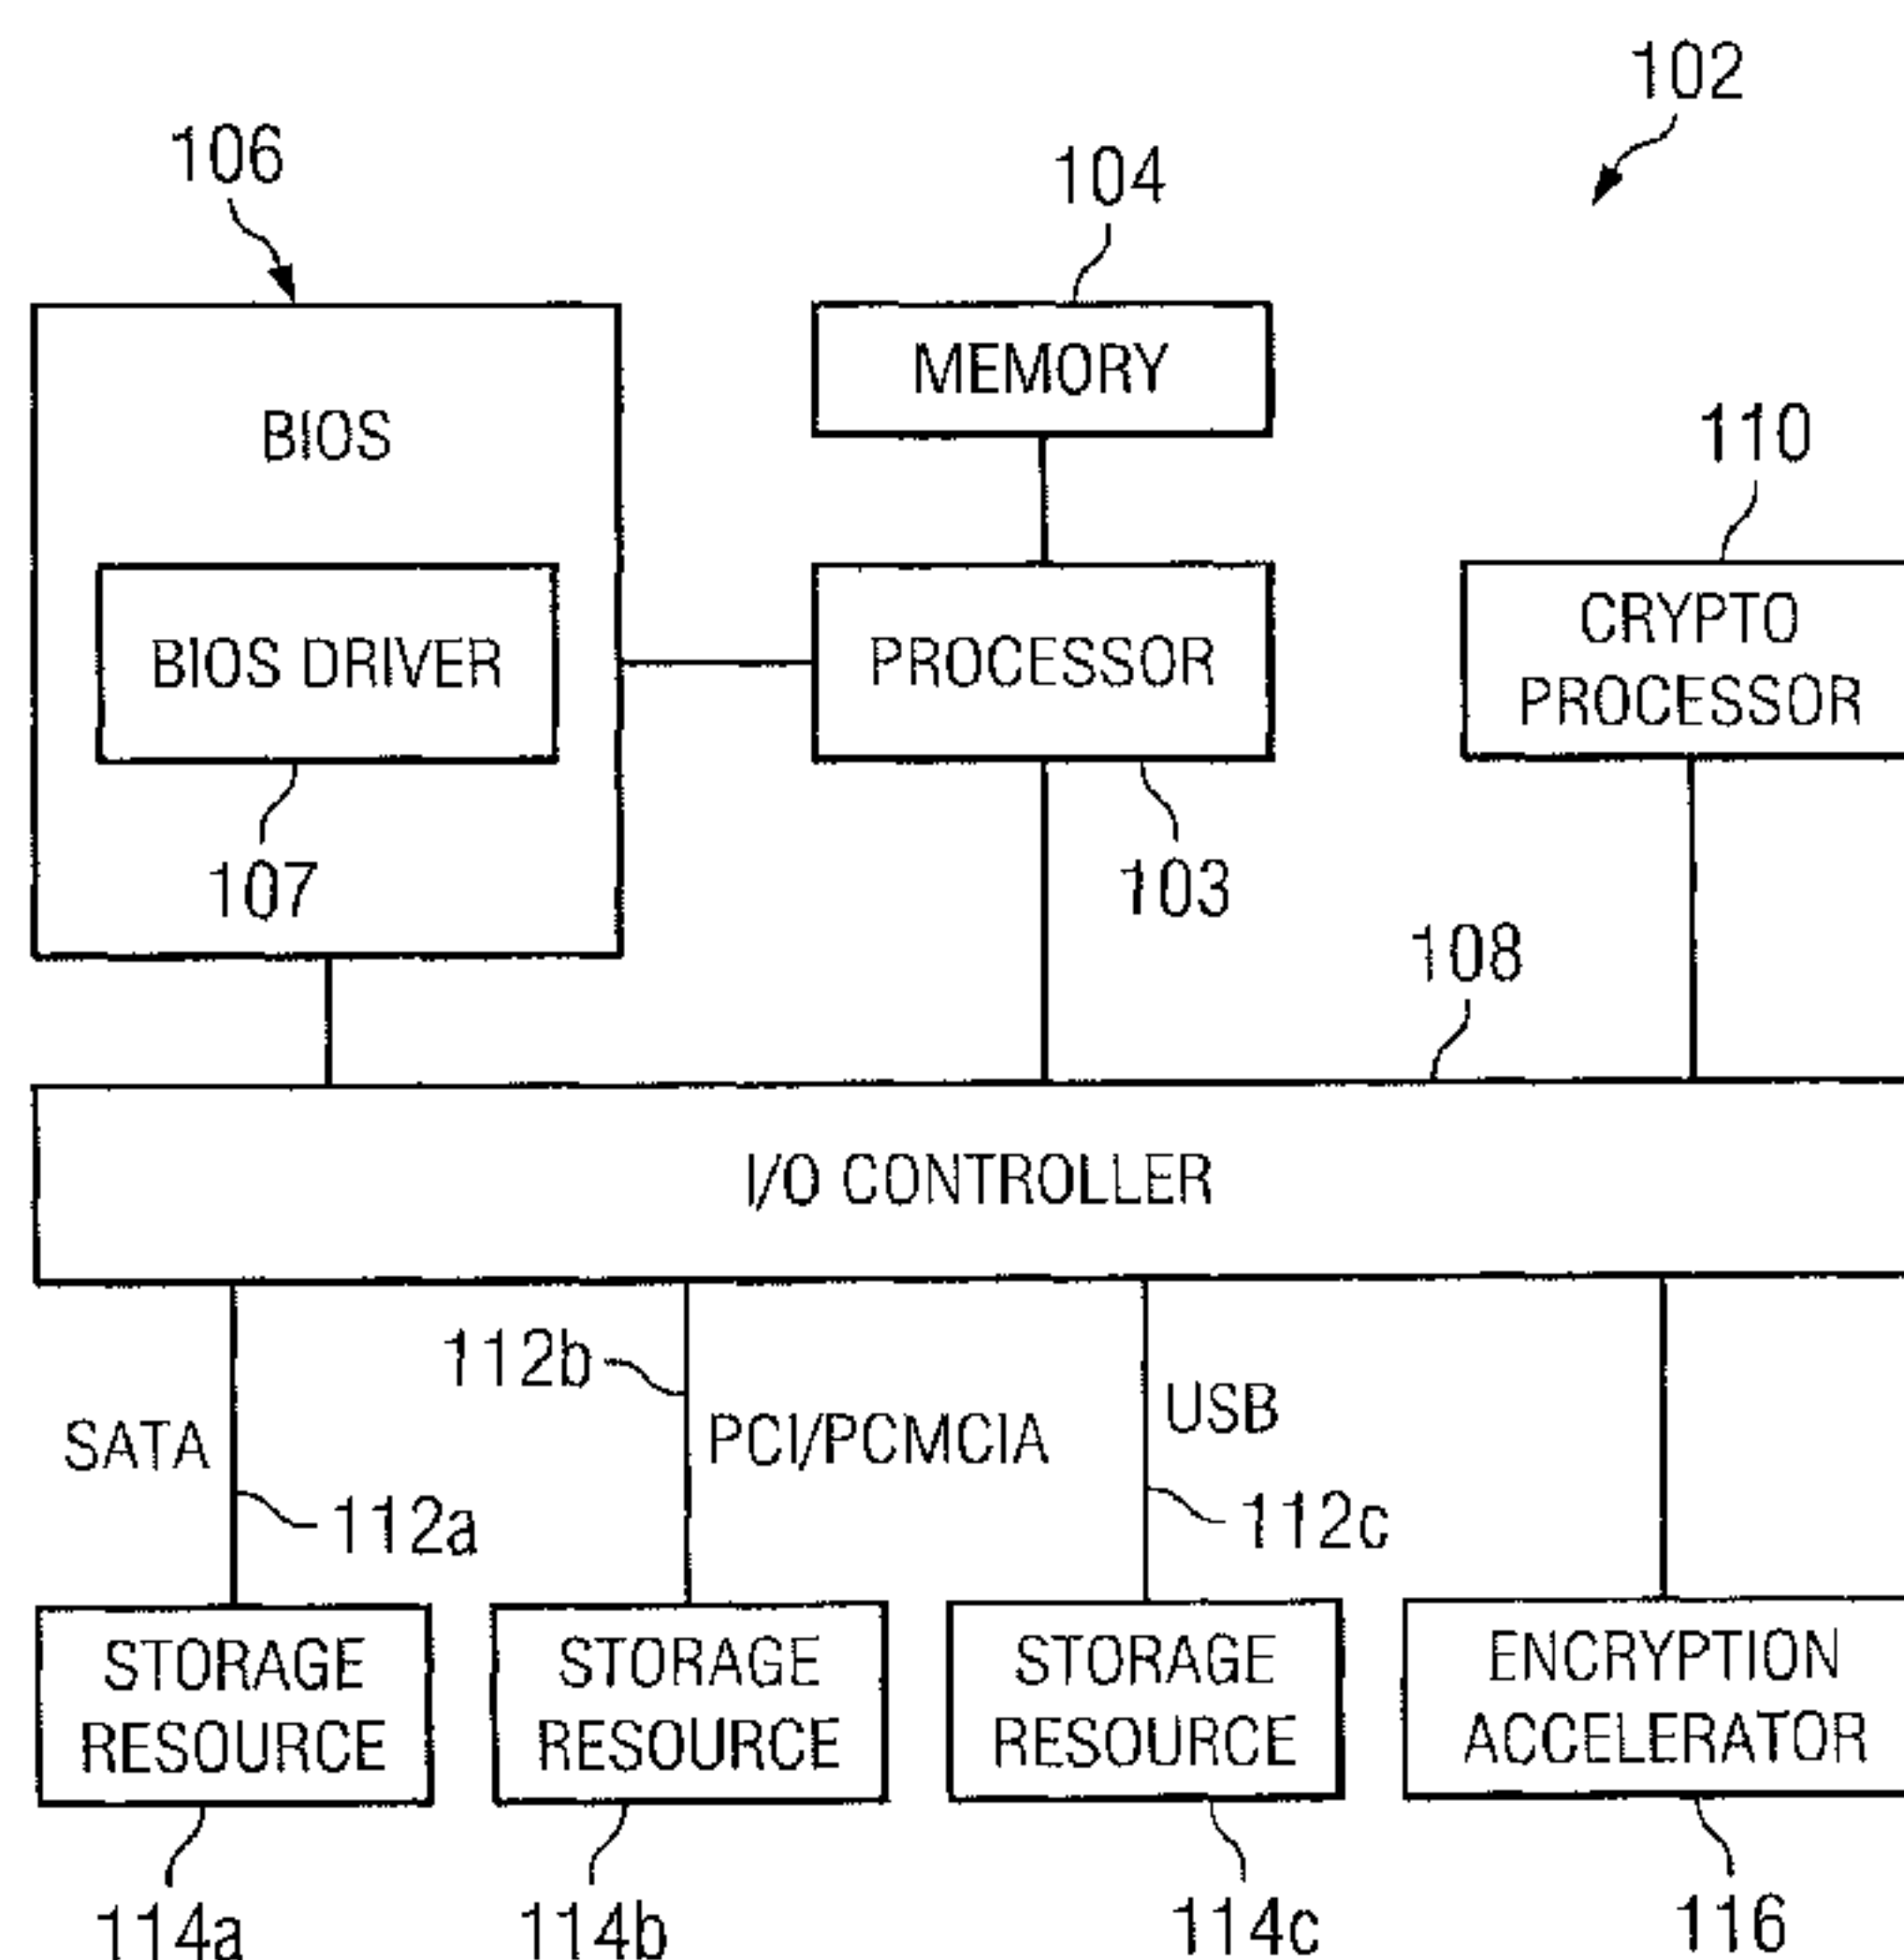 102
106
104
MEMORY
110
BIOS
CRYPTO
PROCESSOR
BIOS DRIVER
PROCESSOR
107
103
108
I/O CONTROLLER
112b
USB
SATA
PCI/PCMCIA
112a
112c
STORAGE
RESOURCE
STORAGE
RESOURCE
STORAGE
RESOURCE
ENCRYPTION
ACCELERATOR
114a
114b
114c
116